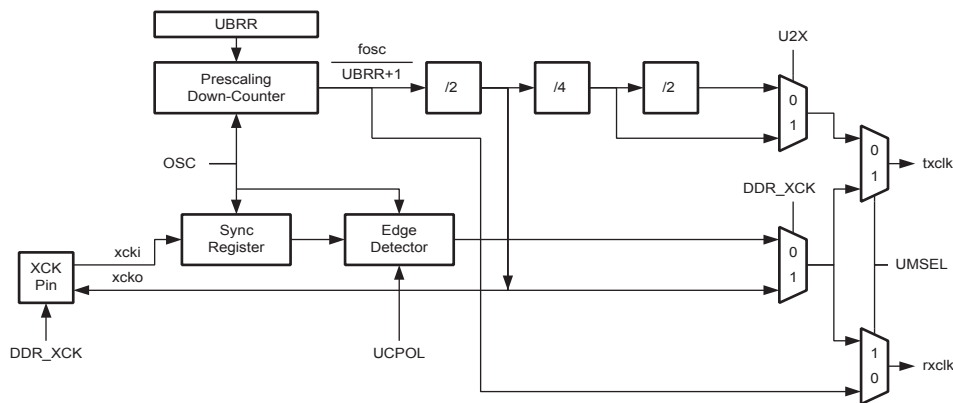 UBRR
fosc
UBRR+1
U2X
Prescaling
Down-Counter
/2
/4
/2
0
1
OSC
0
1
txclk
DDR_XCK
Sync
Register
Edge
Detector
0
1
xcki
XCK
Pin
xcko
UMSEL
DDR_XCK
UCPOL
1
0
rxclk